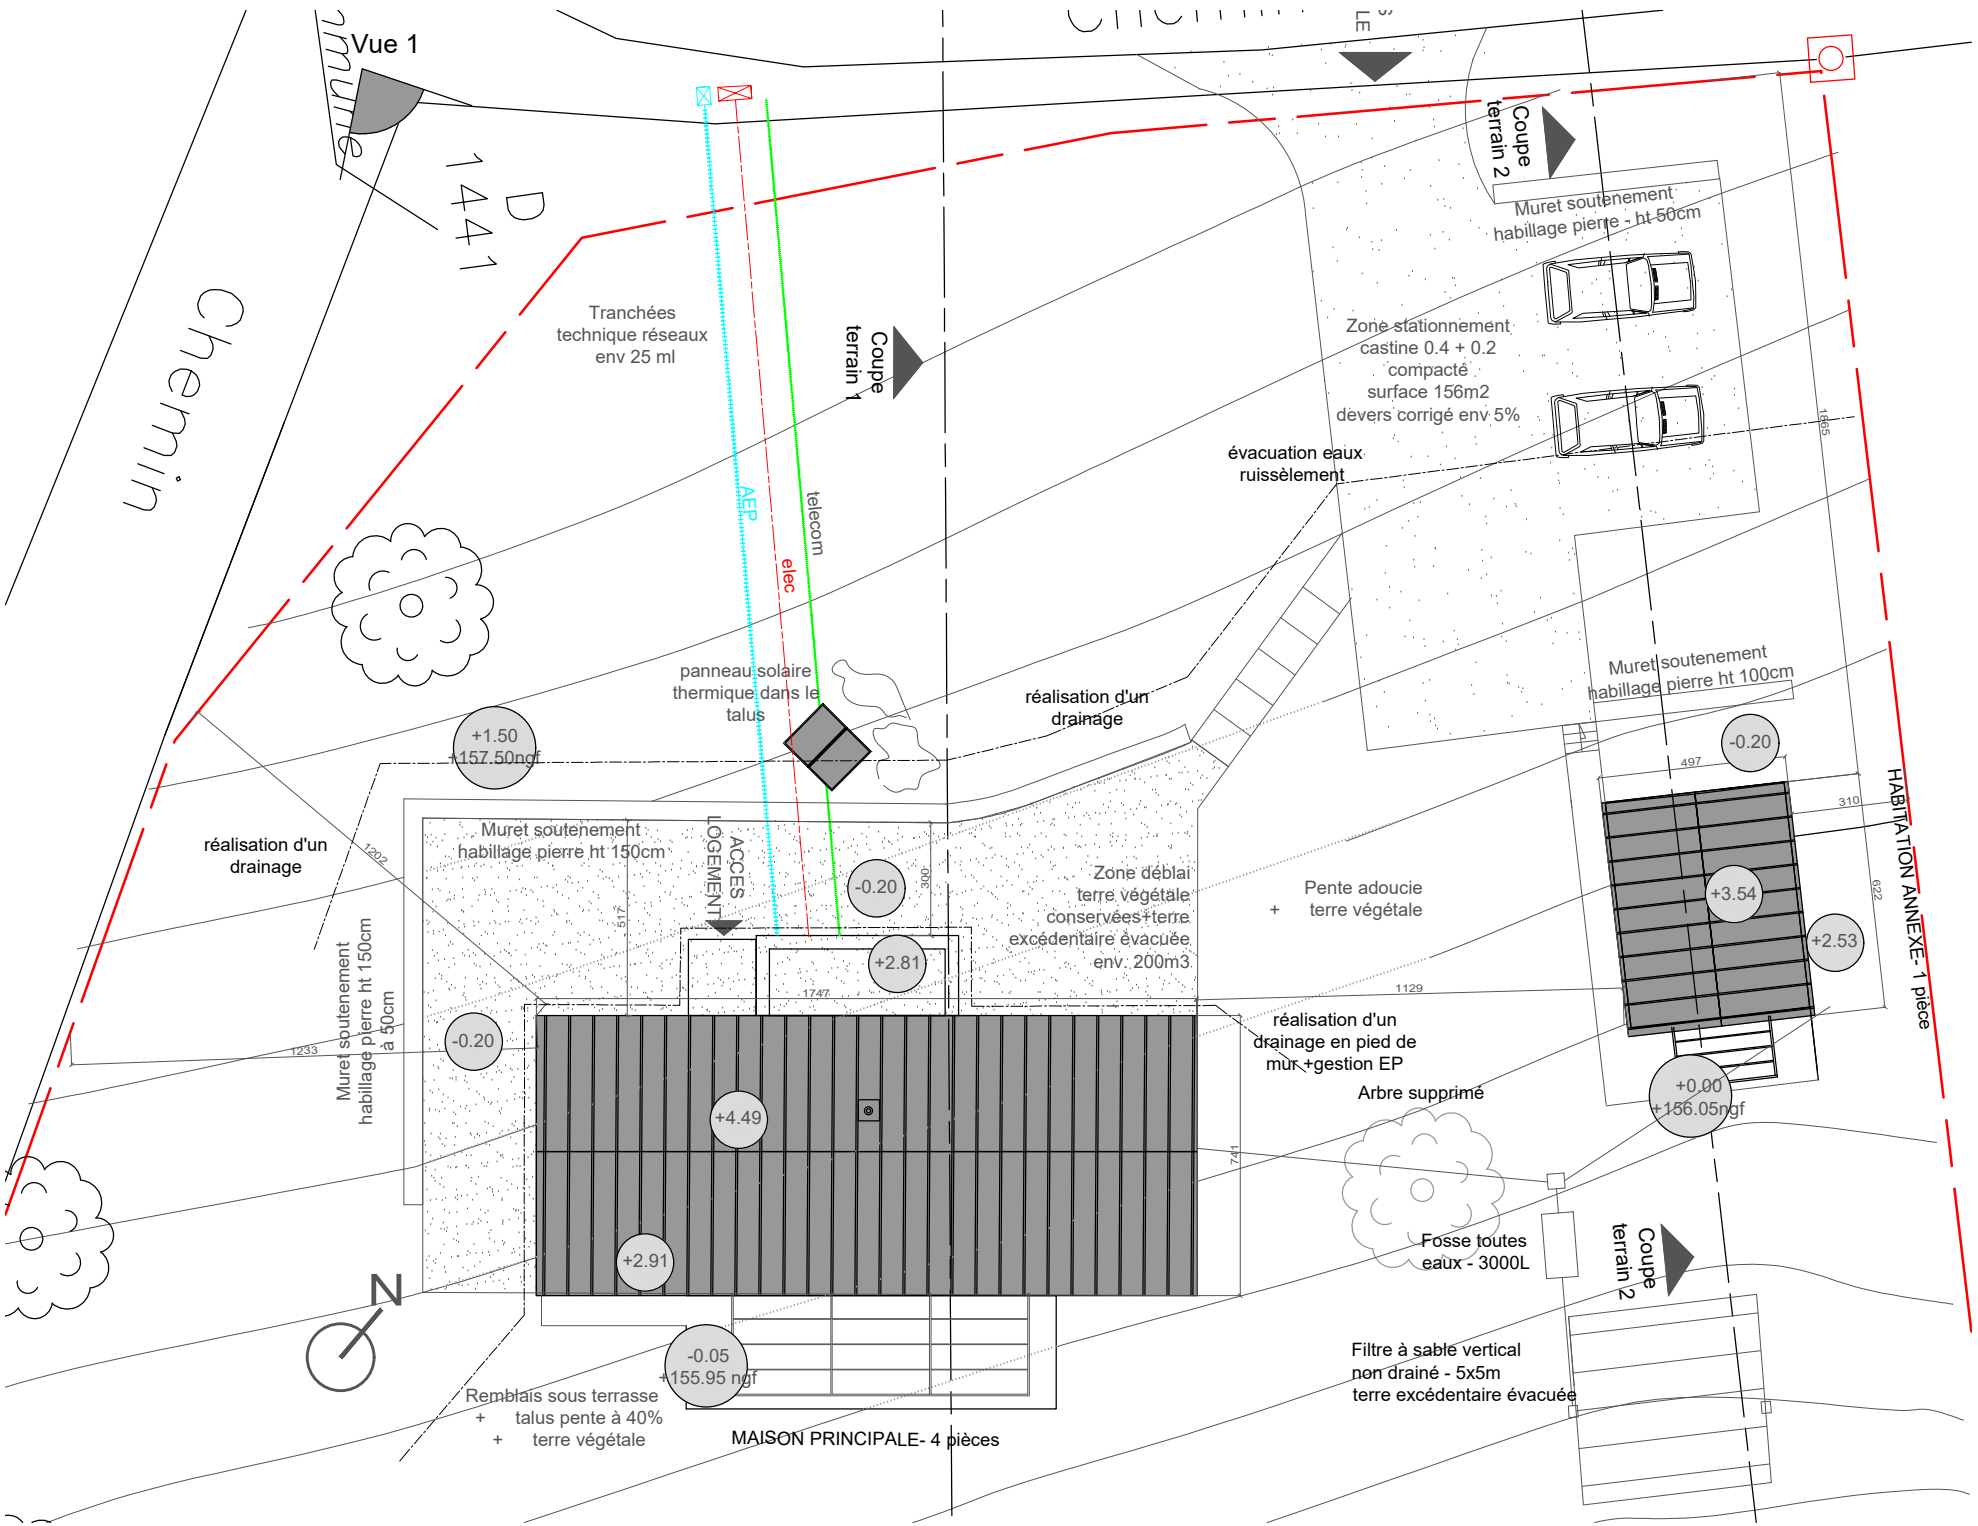 Vue 1
D
1441
Chemin
LE
Coupe
terrain 2
Muret soutenement
habillage pierre - ht 50cm
Tranchées
technique réseaux
env 25 ml
Coupe
terrain 1
Zone stationnement
castine 0.4 + 0.2
compacté
surface 156m2
devers corrigé env 5%
1865
évacuation eaux
ruissèlement
AEP
telecom
elec
panneau solaire
thermique dans le
talus
réalisation d'un
drainage
Muret soutenement
habillage pierre ht 100cm
+1.50
+157.50ngf
-0.20
497
310
HABITATION ANNEXE- 1 pièce
réalisation d'un
drainage
1202
Muret soutenement
habillage pierre ht 150cm
ACCES
LOGEMENT
-0.20
300
517
Zone déblai
terre végétale
conservées+terre
excédentaire évacuée
env. 200m3
Pente adoucie
+ terre végétale
+3.54
622
+2.53
+2.81
1747
1129
Muret soutenement
habillage pierre ht 150cm
à 50cm
-0.20
1233
réalisation d'un
drainage en pied de
mur +gestion EP
Arbre supprimé
+0.00
+156.05ngf
+4.49
741
+2.91
Fosse toutes
eaux - 3000L
Coupe
terrain 2
N
-0.05
+155.95 ngf
Filtre à sable vertical
non drainé - 5x5m
terre excédentaire évacuée
Remblais sous terrasse
+ talus pente à 40%
+ terre végétale
MAISON PRINCIPALE- 4 pièces